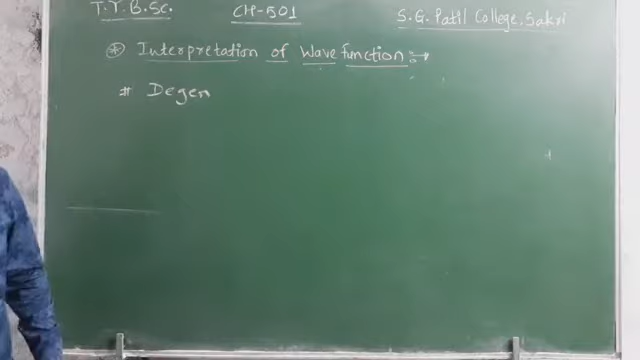 T.Y.B.Sc. CH-501 S.G. Patil College, Sakri
* Interpretation of Wave function :→
# Degen